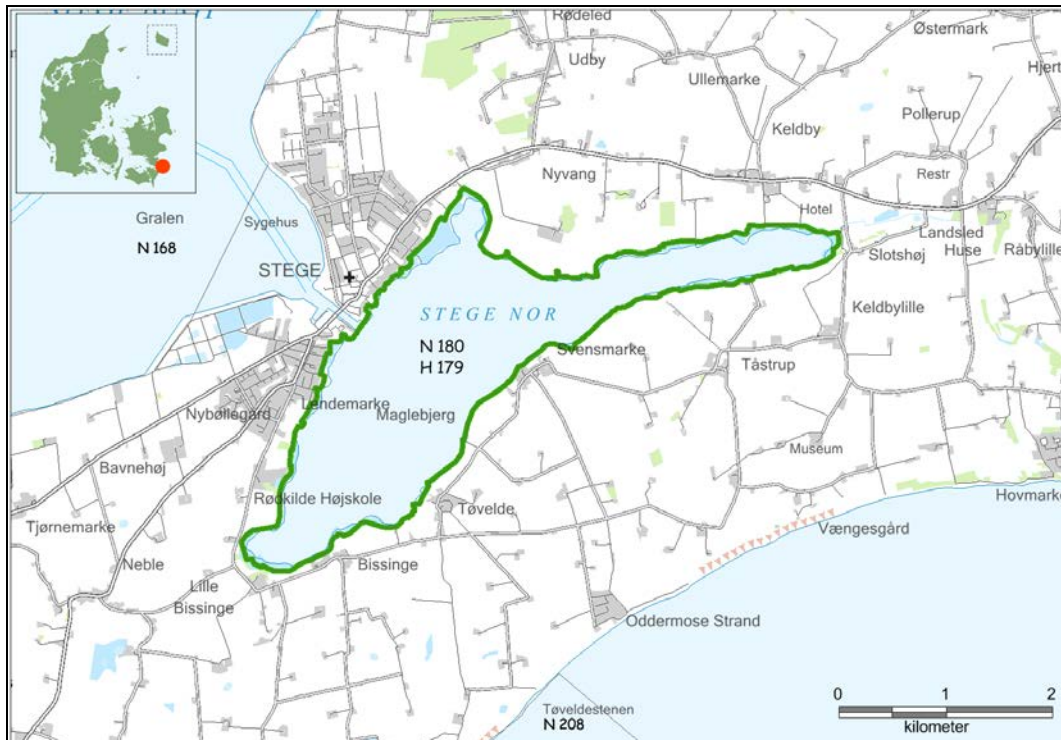 Rødeled
Østermark
Udby
Ullemarke
Hjert
Pollerup
Keldby
Nyvang
Restr
Gralen
Sygehus
Hotel
Landsled
Huse
Råbylille
N 168
Slotshøj
STEGE
STEGE NOR
Keldbylille
N 180
H 179
Svensmarke
Tåstrup
Lendemarke
Nybøllegård
Maglebjerg
Museum
Bavnehøj
Rødkilde Højskole
Hovmarke
Tøvelde
Tjørnemarke
Vængesgård
Neble
Bissinge
Lille
Bissinge
Oddermose Strand
0 1 2
kilometer
Tøveldestenen
N 208